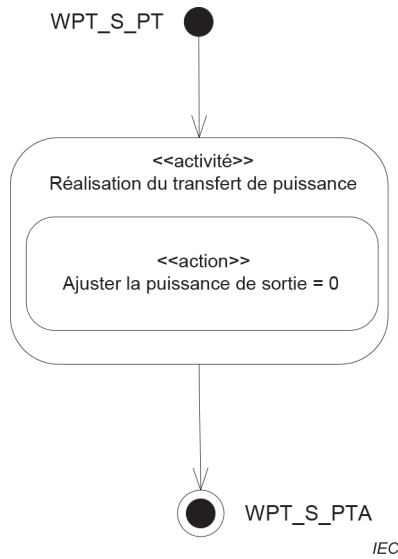 WPT_S_PT
<<activité>>
Réalisation du transfert de puissance
<<action>>
Ajuster la puissance de sortie = 0
WPT_S_PTA
IEC